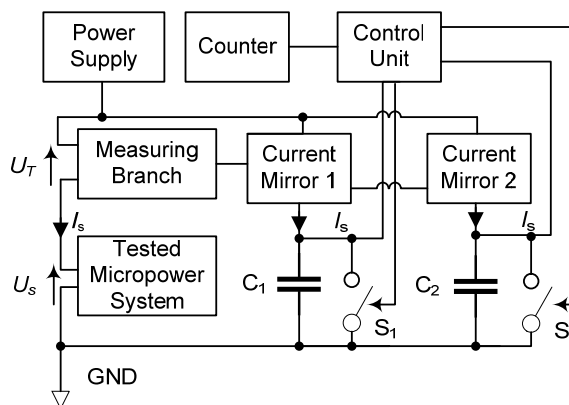 Power
Supply
Counter
Control
Unit
U_T
Measuring
Branch
Current
Mirror 1
Current
Mirror 2
I_s
I_s
I_s
U_s
Tested
Micropower
System
C_1
S_1
C_2
S
GND